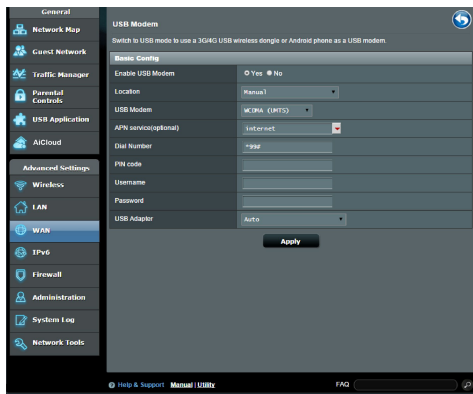 General
Network Map
Guest Network
Traffic Manager
Parental
Controls
USB Application
AiCloud
Advanced Settings
Wireless
LAN
WAN
IPv6
Firewall
Administration
System Log
Network Tools
USB Modem
Switch to USB mode to use a 3G/4G USB wireless dongle or Android phone as a USB modem.
Basic Config
Enable USB Modem Yes No
Location Manual
USB Modem WCDMA (UMTS)
APN service(optional) internet
Dial Number *99#
PIN code
Username
Password
USB Adapter Auto
Apply
Help & Support Manual | Utility FAQ